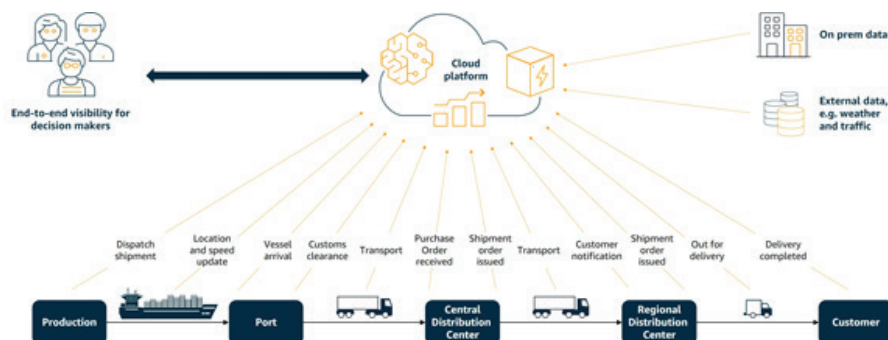 Cloud
platform
On prem data
End-to-end visibility for
decision makers
External data,
e.g. weather
and traffic
Dispatch
shipment
Location
and speed
update
Vessel
arrival
Customs
clearance
Transport
Purchase
Order
received
Shipment
order
issued
Transport
Customer
notification
Shipment
order
issued
Out for
delivery
Delivery
completed
Production
Port
Central
Distribution
Center
Regional
Distribution
Center
Customer